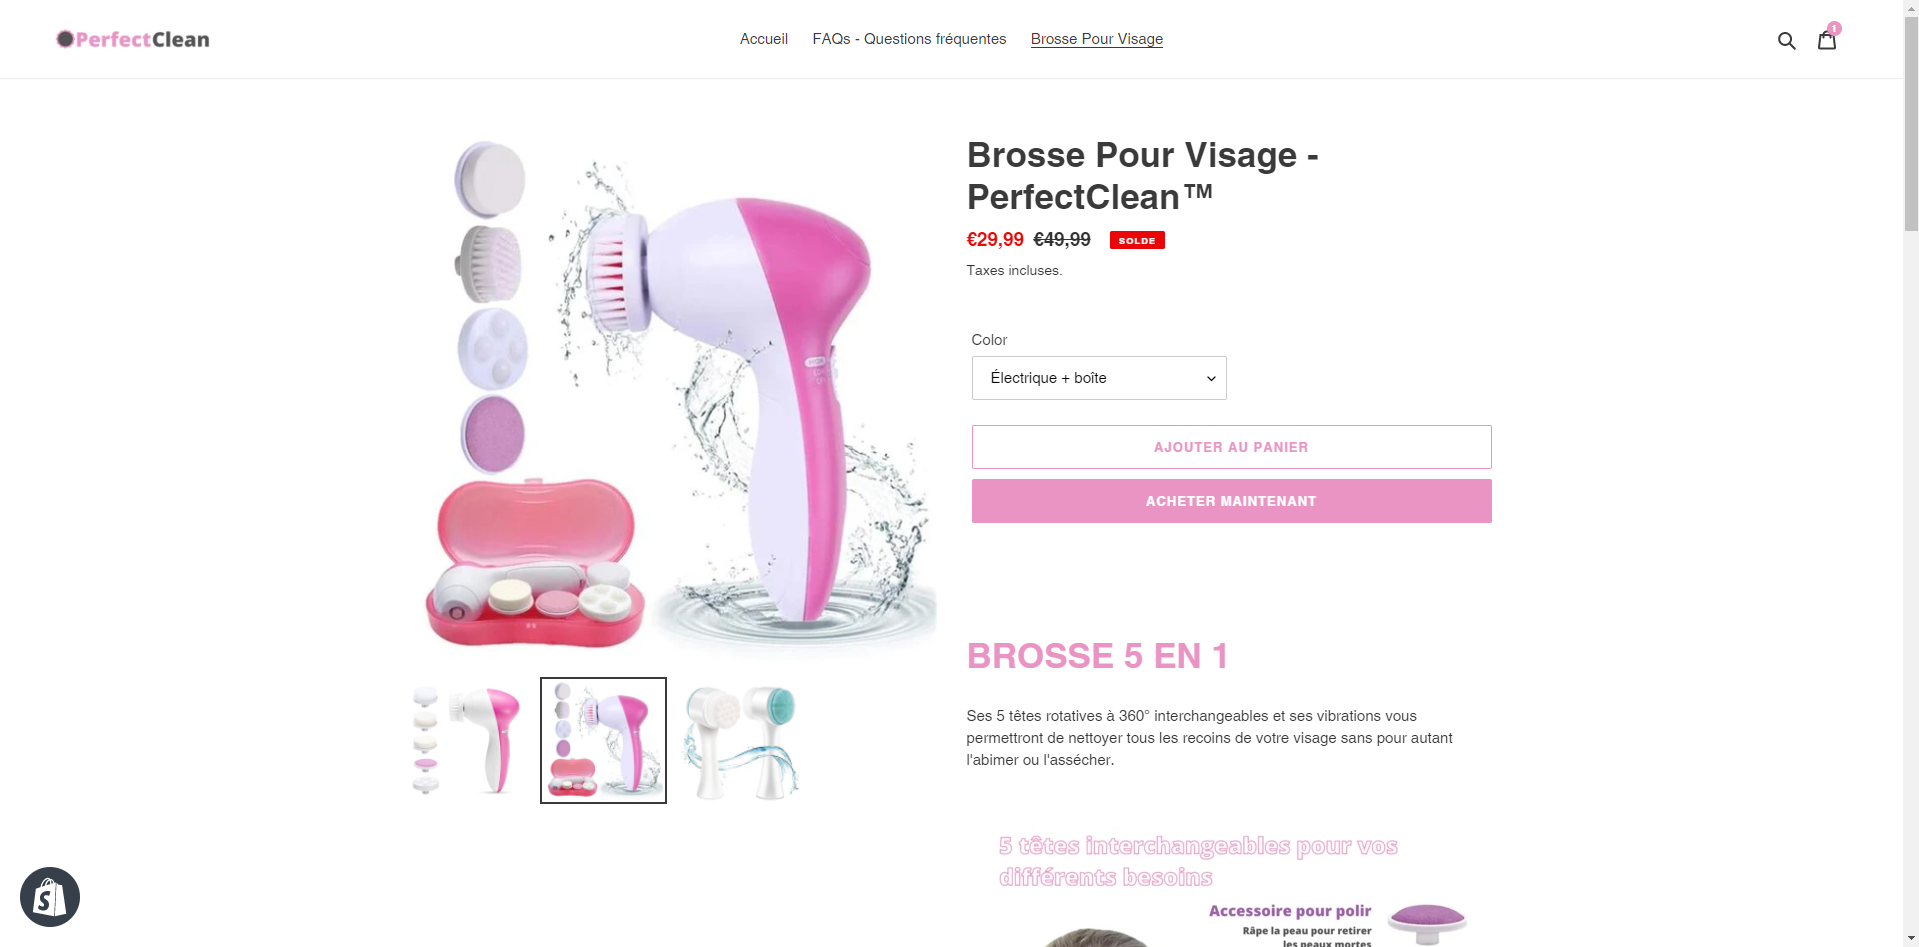 PerfectClean
Accueil
FAQs - Questions fréquentes
Brosse Pour Visage
1
Brosse Pour Visage -
PerfectClean™
€29,99 €49,99 SOLDE
Taxes incluses.
Color
Électrique + boîte
AJOUTER AU PANIER
ACHETER MAINTENANT
BROSSE 5 EN 1
Ses 5 têtes rotatives à 360° interchangeables et ses vibrations vous
permettront de nettoyer tous les recoins de votre visage sans pour autant
l'abimer ou l'assécher.
5 têtes interchangeables pour vos
différents besoins
Accessoire pour polir
Râpe la peau pour retirer
les peaux mortes